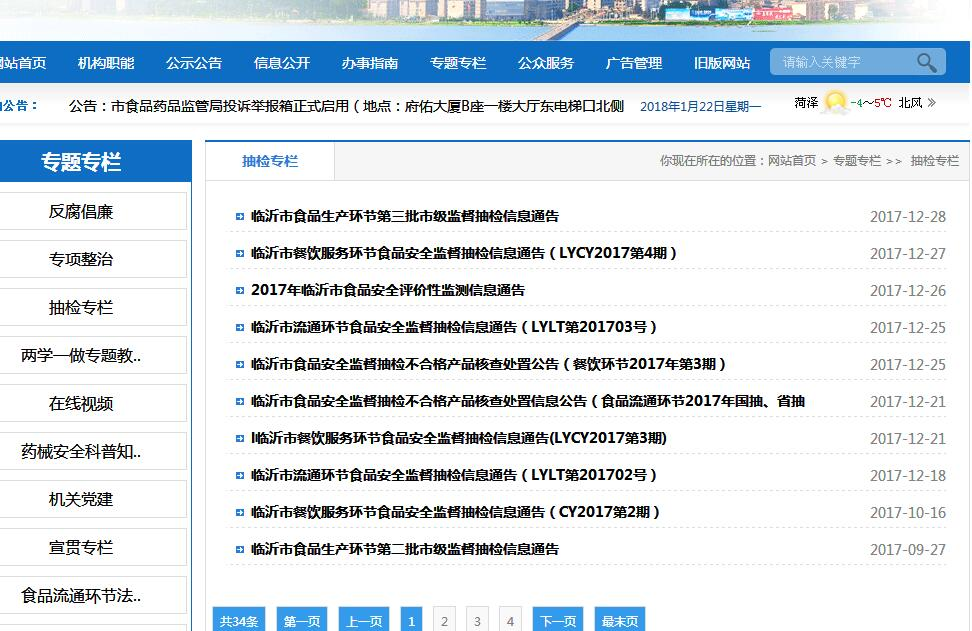 网站首页 机构职能 公示公告 信息公开 办事指南 专题专栏 公众服务 广告管理 旧版网站 请输入关键字
公告： 公告：市食品药品监管局投诉举报箱正式启用（地点：府佑大厦B座一楼大厅东电梯口北侧 2018年1月22日星期一 菏泽 -4～5℃ 北风 »
专题专栏
反腐倡廉
专项整治
抽检专栏
两学一做专题教..
在线视频
药械安全科普知..
机关党建
宣贯专栏
食品流通环节法..
抽检专栏 你现在所在的位置：网站首页 > 专题专栏 >> 抽检专栏
临沂市食品生产环节第三批市级监督抽检信息通告 2017-12-28
临沂市餐饮服务环节食品安全监督抽检信息通告（LYCY2017第4期） 2017-12-27
2017年临沂市食品安全评价性监测信息通告 2017-12-26
临沂市流通环节食品安全监督抽检信息通告（LYLT第201703号） 2017-12-25
临沂市食品安全监督抽检不合格产品核查处置公告（餐饮环节2017年第3期） 2017-12-25
临沂市食品安全监督抽检不合格产品核查处置信息公告（食品流通环节2017年国抽、省抽 2017-12-21
l临沂市餐饮服务环节食品安全监督抽检信息通告(LYCY2017第3期) 2017-12-21
临沂市流通环节食品安全监督抽检信息通告（LYLT第201702号） 2017-12-18
临沂市餐饮服务环节食品安全监督抽检信息通告（CY2017第2期） 2017-10-16
临沂市食品生产环节第二批市级监督抽检信息通告 2017-09-27
共34条 第一页 上一页 1 2 3 4 下一页 最末页